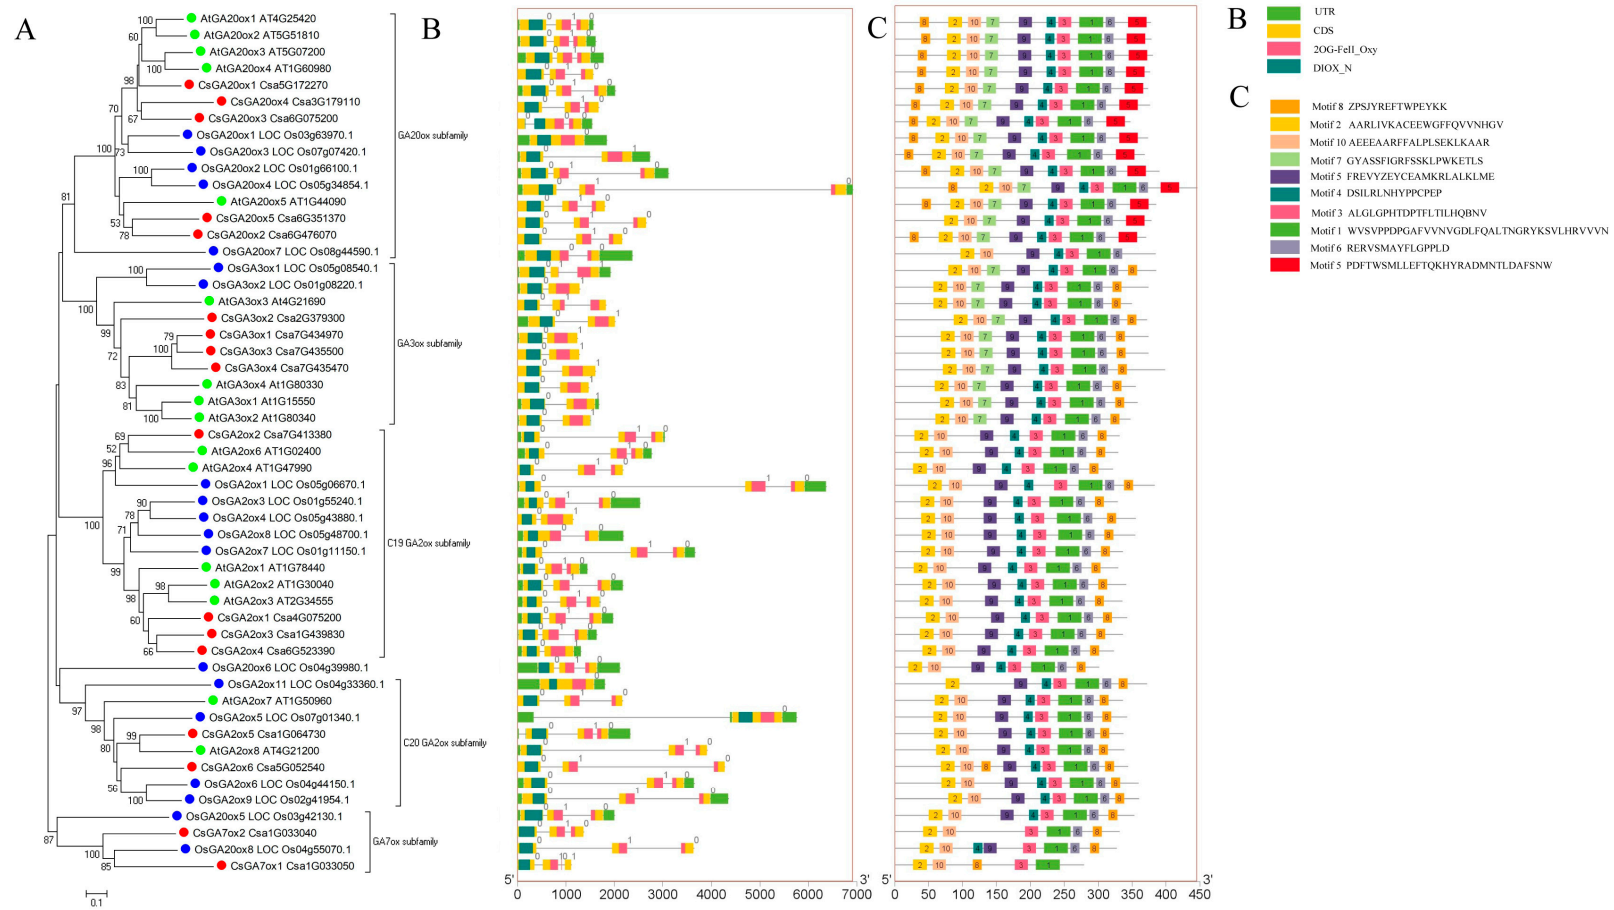 A
AtGA20ox1 AT4G25420
AtGA20ox2 AT5G51810
AtGA20ox3 AT5G07200
AtGA20ox4 AT1G60980
CsGA20ox1 Csa5G172270
CsGA20ox4 Csa3G179110
CsGA20ox3 Csa6G075200
OsGA20ox1 LOC Os03g63970.1
OsGA20ox3 LOC Os07g07420.1
OsGA20ox2 LOC Os01g66100.1
OsGA20ox4 LOC Os05g34854.1
AtGA20ox5 AT1G44090
CsGA20ox5 Csa6G351370
CsGA20ox2 Csa6G476070
OsGA20ox7 LOC Os08g44590.1
OsGA3ox1 LOC Os05g08540.1
OsGA3ox2 LOC Os01g08220.1
AtGA3ox3 At4G21690
CsGA3ox2 Csa2G379300
CsGA3ox1 Csa7G434970
CsGA3ox3 Csa7G435500
CsGA3ox4 Csa7G435470
AtGA3ox4 At1G80330
AtGA3ox1 At1G15550
AtGA3ox2 At1G80340
CsGA2ox2 Csa7G413380
AtGA2ox6 AT1G02400
AtGA2ox4 AT1G47990
OsGA2ox1 LOC Os05g06670.1
OsGA2ox3 LOC Os01g55240.1
OsGA2ox4 LOC Os05g43880.1
OsGA2ox8 LOC Os05g48700.1
OsGA2ox7 LOC Os01g11150.1
AtGA2ox1 AT1G78440
AtGA2ox2 AT1G30040
AtGA2ox3 AT2G34555
CsGA2ox1 Csa4G075200
CsGA2ox3 Csa1G439830
CsGA2ox4 Csa6G523390
OsGA20ox6 LOC Os04g39980.1
OsGA2ox11 LOC Os04g33360.1
AtGA2ox7 AT1G50960
OsGA2ox5 LOC Os07g01340.1
CsGA2ox5 Csa1G064730
AtGA2ox8 AT4G21200
CsGA2ox6 Csa5G052540
OsGA2ox6 LOC Os04g44150.1
OsGA2ox9 LOC Os02g41954.1
OsGA20ox5 LOC Os03g42130.1
CsGA7ox2 Csa1G033040
OsGA20ox8 LOC Os04g55070.1
CsGA7ox1 Csa1G033050
GA20ox subfamily
GA3ox subfamily
C19 GA2ox subfamily
C20 GA2ox subfamily
GA7ox subfamily
0.1
B
5' 3'
0 1000 2000 3000 4000 5000 6000 7000
C
5' 3'
0 50 100 150 200 250 300 350 400 450
B
UTR
CDS
2OG-FeII_Oxy
DIOX_N
C
Motif 8 ZPSJYREFTWPEYKK
Motif 2 AARLIVKACEEWGFFQVVNHGV
Motif 10 AEEEAARFFALPLSEKLKAAR
Motif 7 GYASSFIGRFSSKLPWKETLS
Motif 5 FREVYZEYCEAMKRLALKLME
Motif 4 DSILRLNHYPPCPEP
Motif 3 ALGLGPHTDPTFLTILHQBNV
Motif 1 WVSVPPDPGAFVVNVGDLFQALTNGRYKSVLHRVVVN
Motif 6 RERVSMAYFLGPPLD
Motif 5 PDFTWSMLLEFTQKHYRADMNTLDAFSNW